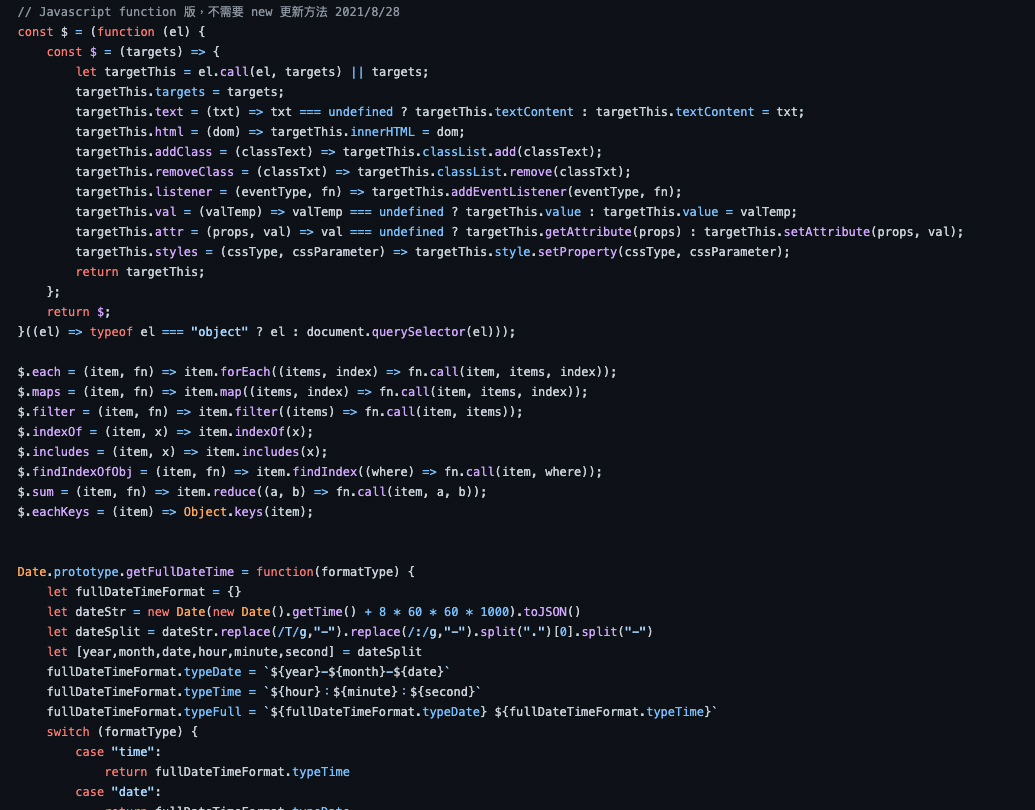 // Javascript function 版，不需要 new 更新方法 2021/8/28
const $ = (function (el) {
    const $ = (targets) => {
        let targetThis = el.call(el, targets) || targets;
        targetThis.targets = targets;
        targetThis.text = (txt) => txt === undefined ? targetThis.textContent : targetThis.textContent = txt;
        targetThis.html = (dom) => targetThis.innerHTML = dom;
        targetThis.addClass = (classText) => targetThis.classList.add(classText);
        targetThis.removeClass = (classTxt) => targetThis.classList.remove(classTxt);
        targetThis.listener = (eventType, fn) => targetThis.addEventListener(eventType, fn);
        targetThis.val = (valTemp) => valTemp === undefined ? targetThis.value : targetThis.value = valTemp;
        targetThis.attr = (props, val) => val === undefined ? targetThis.getAttribute(props) : targetThis.setAttribute(props, val);
        targetThis.styles = (cssType, cssParameter) => targetThis.style.setProperty(cssType, cssParameter);
        return targetThis;
    };
    return $;
}((el) => typeof el === "object" ? el : document.querySelector(el)));

$.each = (item, fn) => item.forEach((items, index) => fn.call(item, items, index));
$.maps = (item, fn) => item.map((items, index) => fn.call(item, items, index));
$.filter = (item, fn) => item.filter((items) => fn.call(item, items));
$.indexOf = (item, x) => item.indexOf(x);
$.includes = (item, x) => item.includes(x);
$.findIndexOfObj = (item, fn) => item.findIndex((where) => fn.call(item, where));
$.sum = (item, fn) => item.reduce((a, b) => fn.call(item, a, b));
$.eachKeys = (item) => Object.keys(item);


Date.prototype.getFullDateTime = function(formatType) {
    let fullDateTimeFormat = {}
    let dateStr = new Date(new Date().getTime() + 8 * 60 * 60 * 1000).toJSON()
    let dateSplit = dateStr.replace(/T/g,"-").replace(/:/g,"-").split(".")[0].split("-")
    let [year,month,date,hour,minute,second] = dateSplit
    fullDateTimeFormat.typeDate = `${year}-${month}-${date}`
    fullDateTimeFormat.typeTime = `${hour}：${minute}：${second}`
    fullDateTimeFormat.typeFull = `${fullDateTimeFormat.typeDate} ${fullDateTimeFormat.typeTime}`
    switch (formatType) {
        case "time":
            return fullDateTimeFormat.typeTime
        case "date":
            return fullDateTimeFormat.typeDate